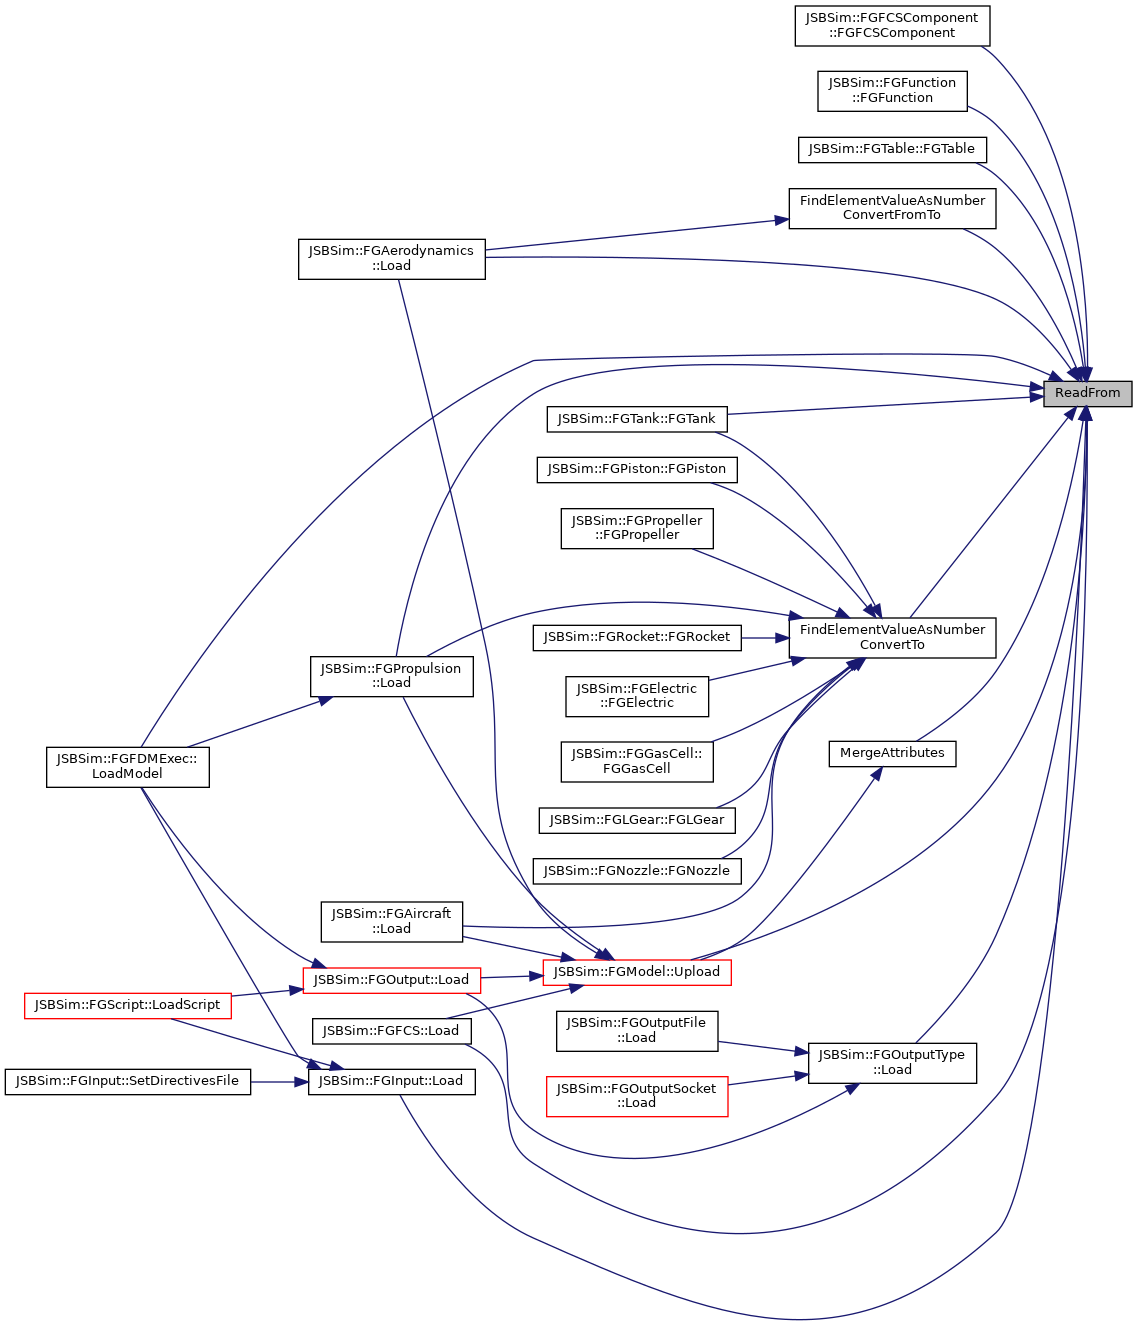 JSBSim::FGFCSComponent
::FGFCSComponent
JSBSim::FGFunction
::FGFunction
JSBSim::FGTable::FGTable
FindElementValueAsNumber
ConvertFromTo
JSBSim::FGAerodynamics
::Load
ReadFrom
JSBSim::FGTank::FGTank
JSBSim::FGPiston::FGPiston
JSBSim::FGPropeller
::FGPropeller
FindElementValueAsNumber
ConvertTo
JSBSim::FGRocket::FGRocket
JSBSim::FGPropulsion
::Load
JSBSim::FGElectric
::FGElectric
JSBSim::FGFDMExec::
LoadModel
JSBSim::FGGasCell::
FGGasCell
MergeAttributes
JSBSim::FGLGear::FGLGear
JSBSim::FGNozzle::FGNozzle
JSBSim::FGAircraft
::Load
JSBSim::FGModel::Upload
JSBSim::FGOutput::Load
JSBSim::FGScript::LoadScript
JSBSim::FGFCS::Load
JSBSim::FGOutputFile
::Load
JSBSim::FGOutputType
::Load
JSBSim::FGInput::SetDirectivesFile
JSBSim::FGInput::Load
JSBSim::FGOutputSocket
::Load